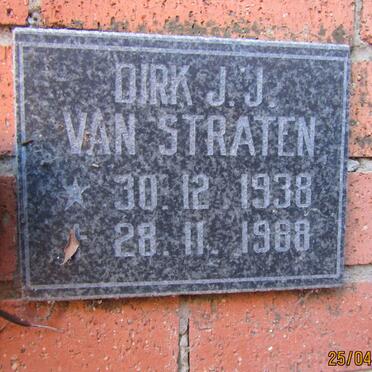 DIRK J. J.
VAN STRATEN
30. 12 1938
28. 11. 1988
25/04